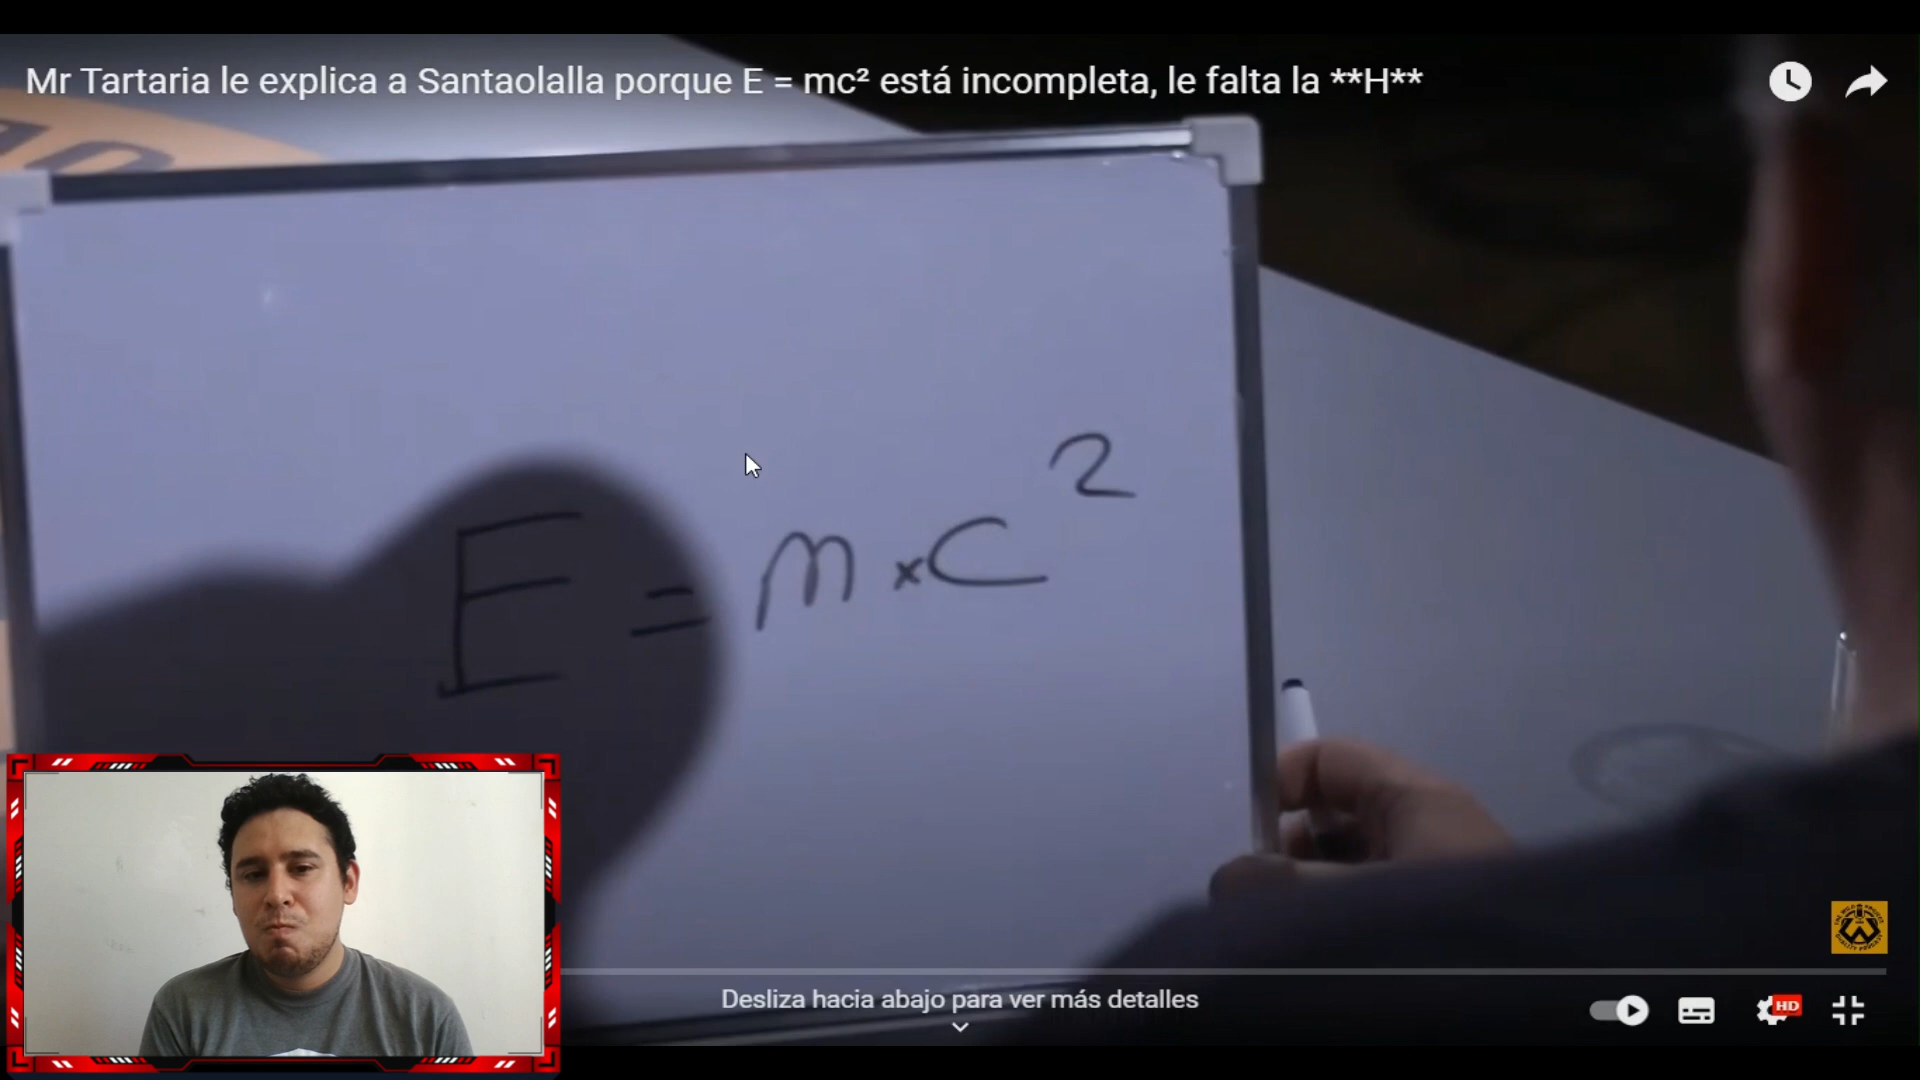 Mr Tartaria le explica a Santaolalla porque E = mc² está incompleta, le falta la **H**
E = m × c²
Desliza hacia abajo para ver más detalles
HD